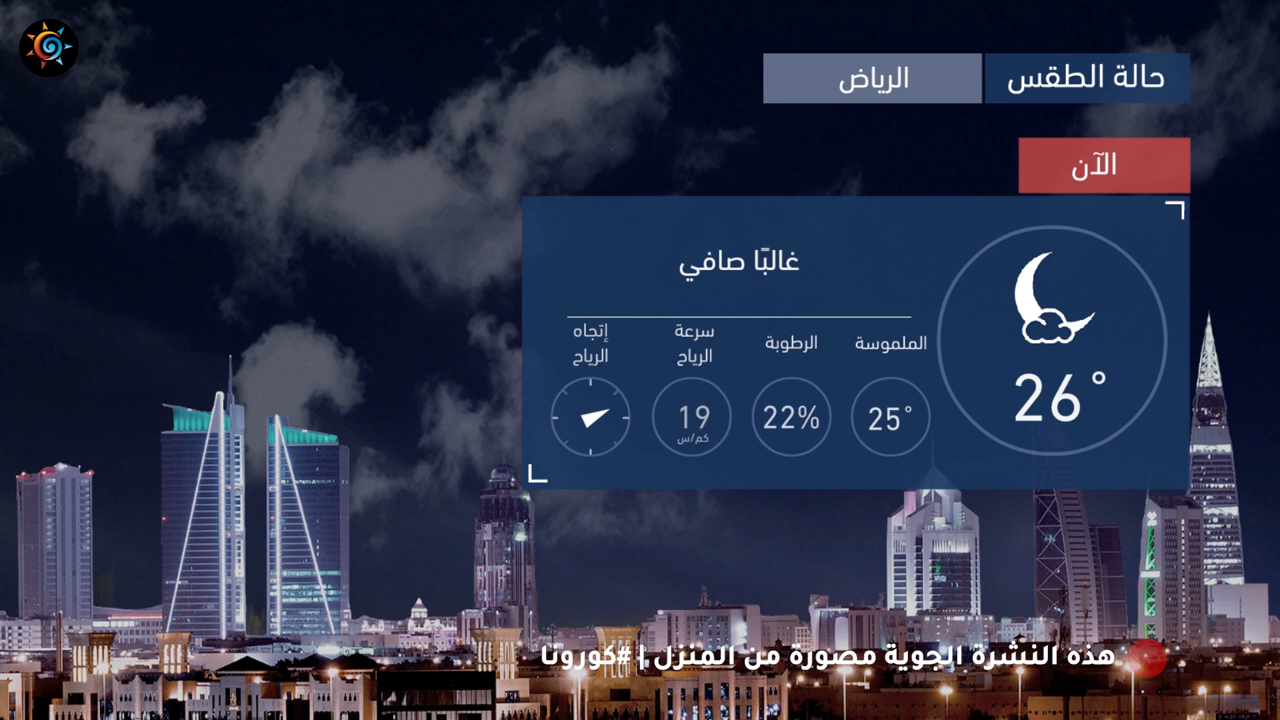 حالة الطقس
الرياض
الآن
غالبًا صافي
26°
الملموسة
25°
الرطوبة
22%
سرعة
الرياح
19
كم/س
إتجاه
الرياح
هذه النشرة الجوية مصورة من المنزل | #كورونا